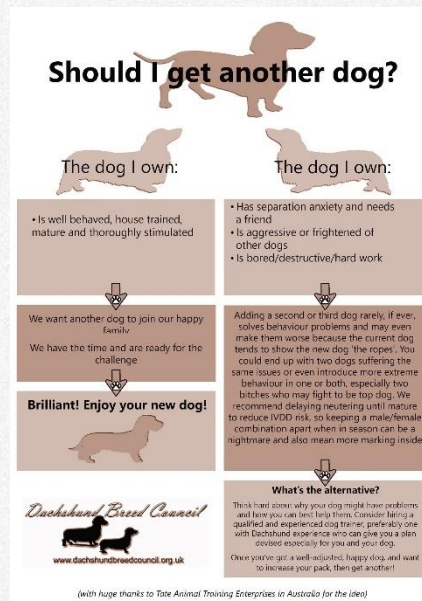 Should I get another dog?
The dog I own:
• Is well behaved, house trained,
mature and thoroughly stimulated
We want another dog to join our happy
family
We have the time and are ready for the
challenge
Brilliant! Enjoy your new dog!
The dog I own:
• Has separation anxiety and needs
a friend
• Is aggressive or frightened of
other dogs
• Is bored/destructive/hard work
Adding a second or third dog rarely, if ever,
solves behaviour problems and may even
make them worse because the current dog
tends to show the new dog 'the ropes'. You
could end up with two dogs suffering the
same issues or even introduce more extreme
behaviour in one or both, especially two
bitches who may fight to be top dog. We
recommend delaying neutering until mature
to reduce IVDD risk, so keeping a male/female
combination apart when in season can be a
nightmare and also mean more marking inside
What's the alternative?
Think hard about why your dog might have problems
and how you can best help them. Consider hiring a
qualified and experienced dog trainer, preferably one
with Dachshund experience who can give you a plan
devised especially for you and your dog.
Once you've got a well-adjusted, happy dog, and want
to increase your pack, then get another!
Dachshund Breed Council
www.dachshundbreedcouncil.org.uk
(with huge thanks to Tate Animal Training Enterprises in Australia for the idea)